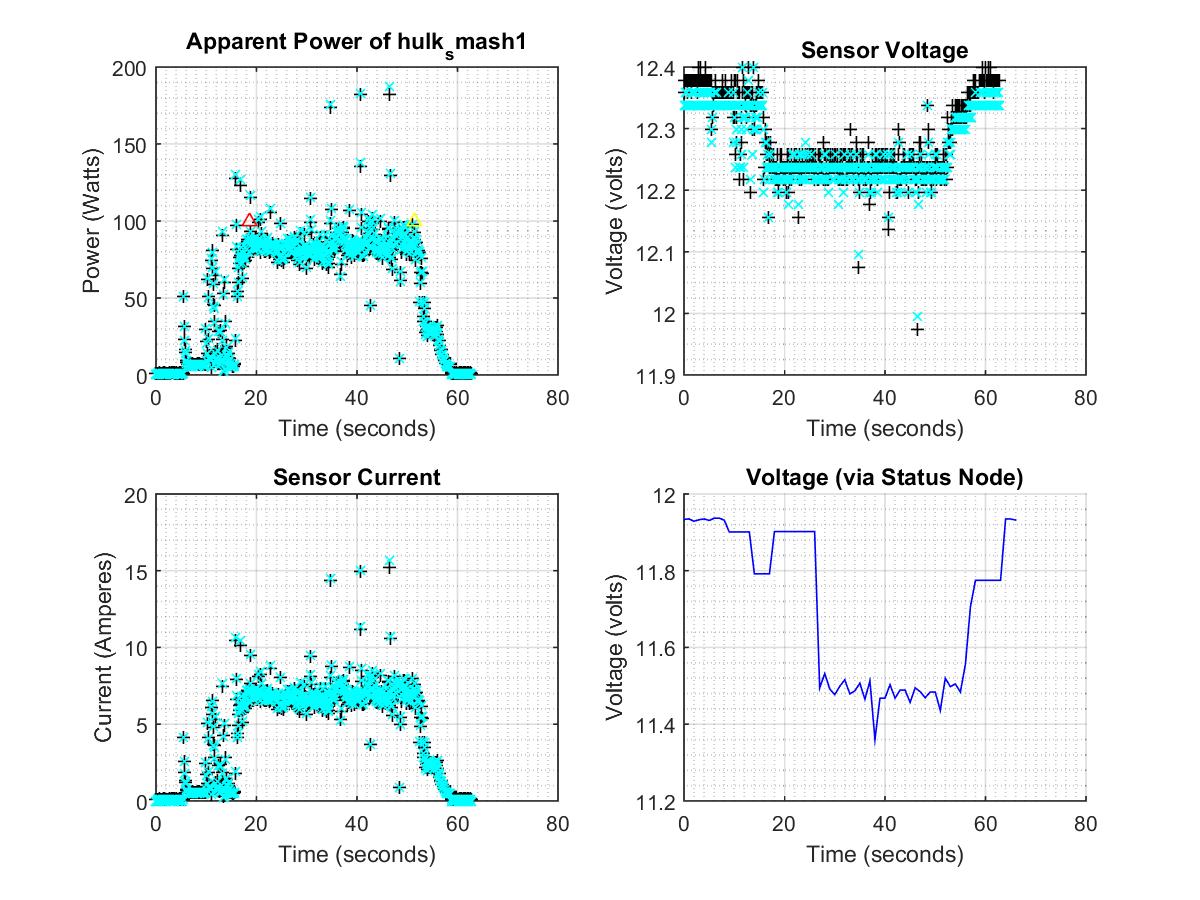 Apparent Power of hulk_smash1
200
150
100
50
0
0 20 40 60 80
Power (Watts)
Time (seconds)
Sensor Voltage
12.4
12.3
12.2
12.1
12
11.9
0 20 40 60 80
Voltage (volts)
Time (seconds)
Sensor Current
20
15
10
5
0
0 20 40 60 80
Current (Amperes)
Time (seconds)
Voltage (via Status Node)
12
11.8
11.6
11.4
11.2
0 20 40 60 80
Voltage (volts)
Time (seconds)